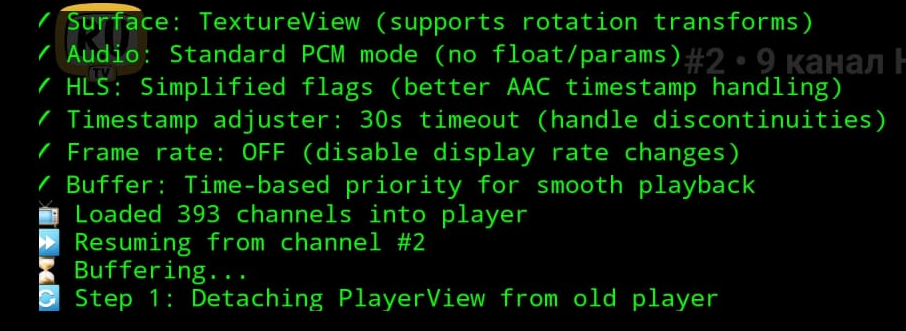 ✓ Surface: TextureView (supports rotation transforms)
✓ Audio: Standard PCM mode (no float/params)
#2 • 9 канал
✓ HLS: Simplified flags (better AAC timestamp handling)
✓ Timestamp adjuster: 30s timeout (handle discontinuities)
✓ Frame rate: OFF (disable display rate changes)
✓ Buffer: Time-based priority for smooth playback
📺 Loaded 393 channels into player
⏩ Resuming from channel #2
⏳ Buffering...
🔄 Step 1: Detaching PlayerView from old player